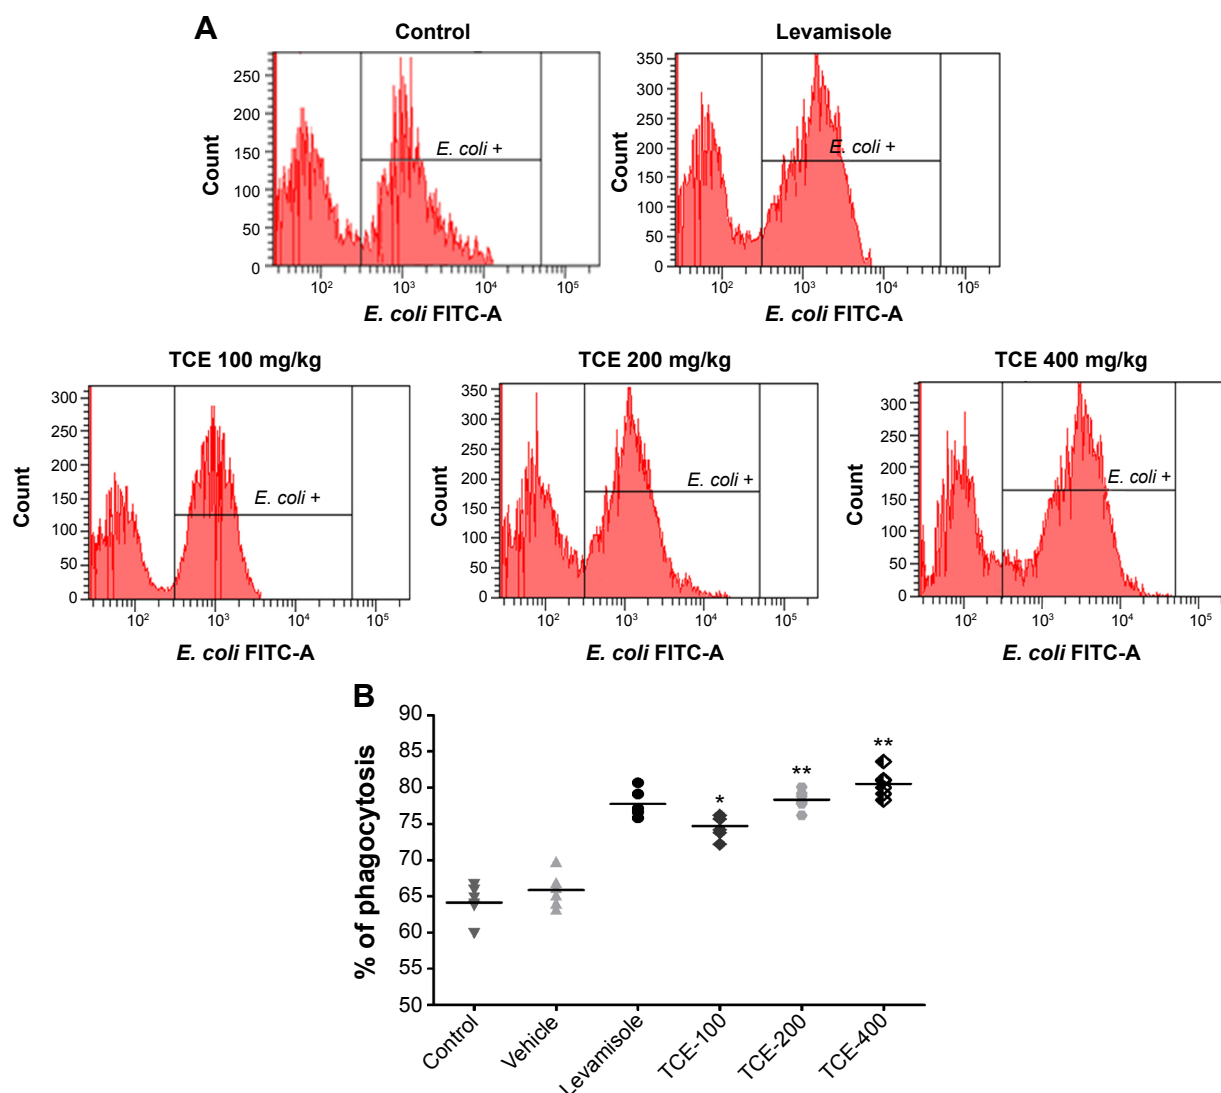 A
Control
Levamisole
Count
250
200
150
100
50
0
E. coli +
10²
10³
10⁴
10⁵
E. coli FITC-A
Count
350
300
250
200
150
100
50
0
E. coli +
10²
10³
10⁴
10⁵
E. coli FITC-A
TCE 100 mg/kg
TCE 200 mg/kg
TCE 400 mg/kg
Count
300
250
200
150
100
50
0
E. coli +
10²
10³
10⁴
10⁵
E. coli FITC-A
Count
350
300
250
200
150
100
50
0
E. coli +
10²
10³
10⁴
10⁵
E. coli FITC-A
Count
300
250
200
150
100
50
0
E. coli +
10²
10³
10⁴
10⁵
E. coli FITC-A
B
% of phagocytosis
90
85
80
75
70
65
60
55
50
*
**
**
Control
Vehicle
Levamisole
TCE-100
TCE-200
TCE-400